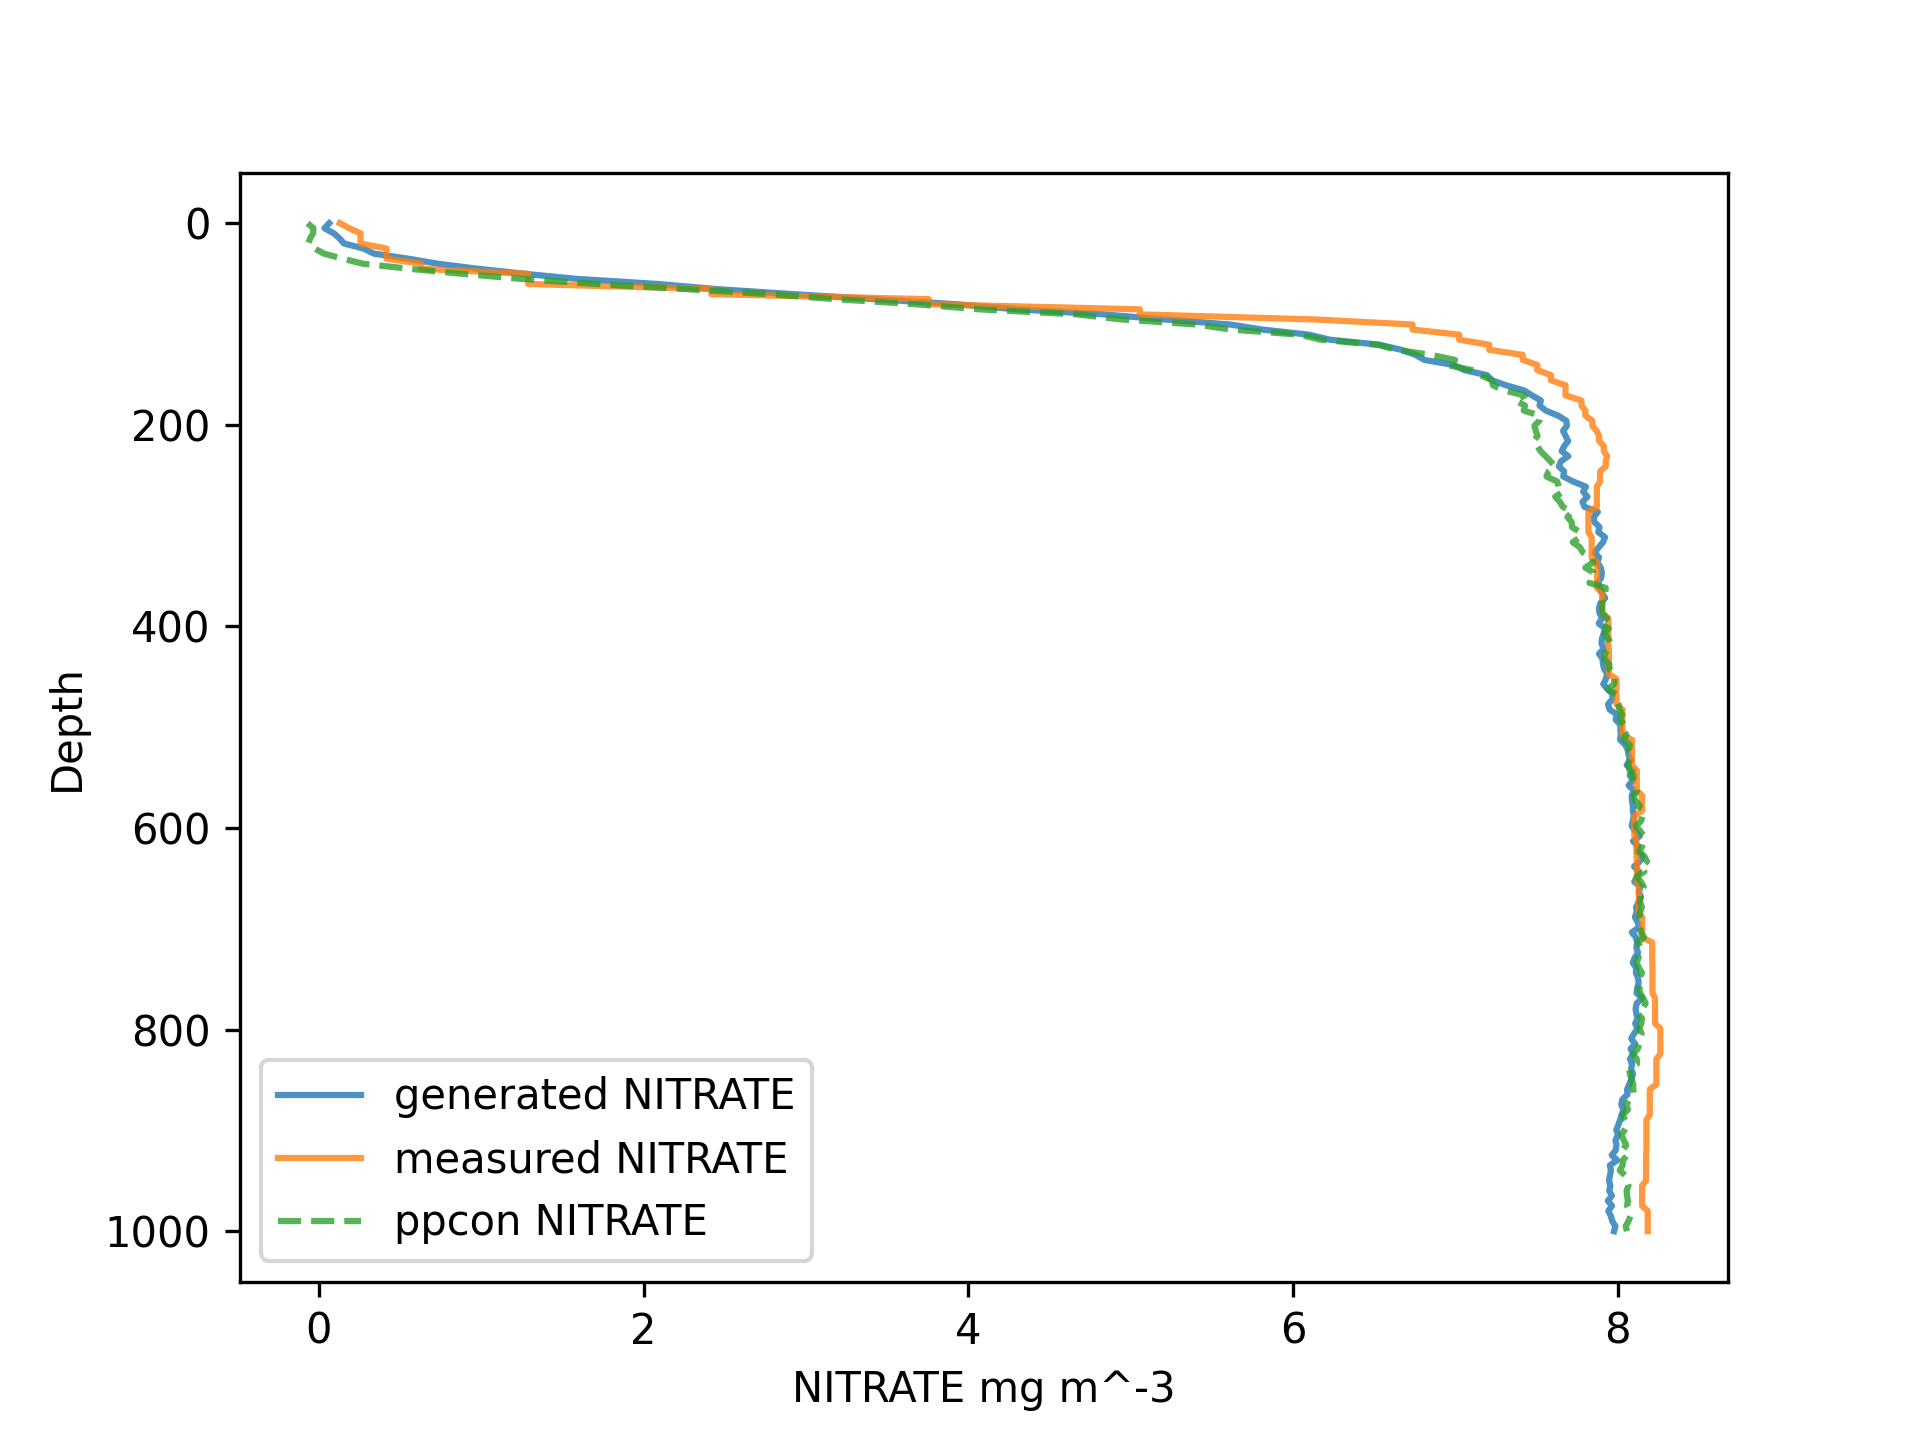 0
200
400
600
800
1000
Depth
generated NITRATE
measured NITRATE
ppcon NITRATE
0 2 4 6 8
NITRATE mg m^-3